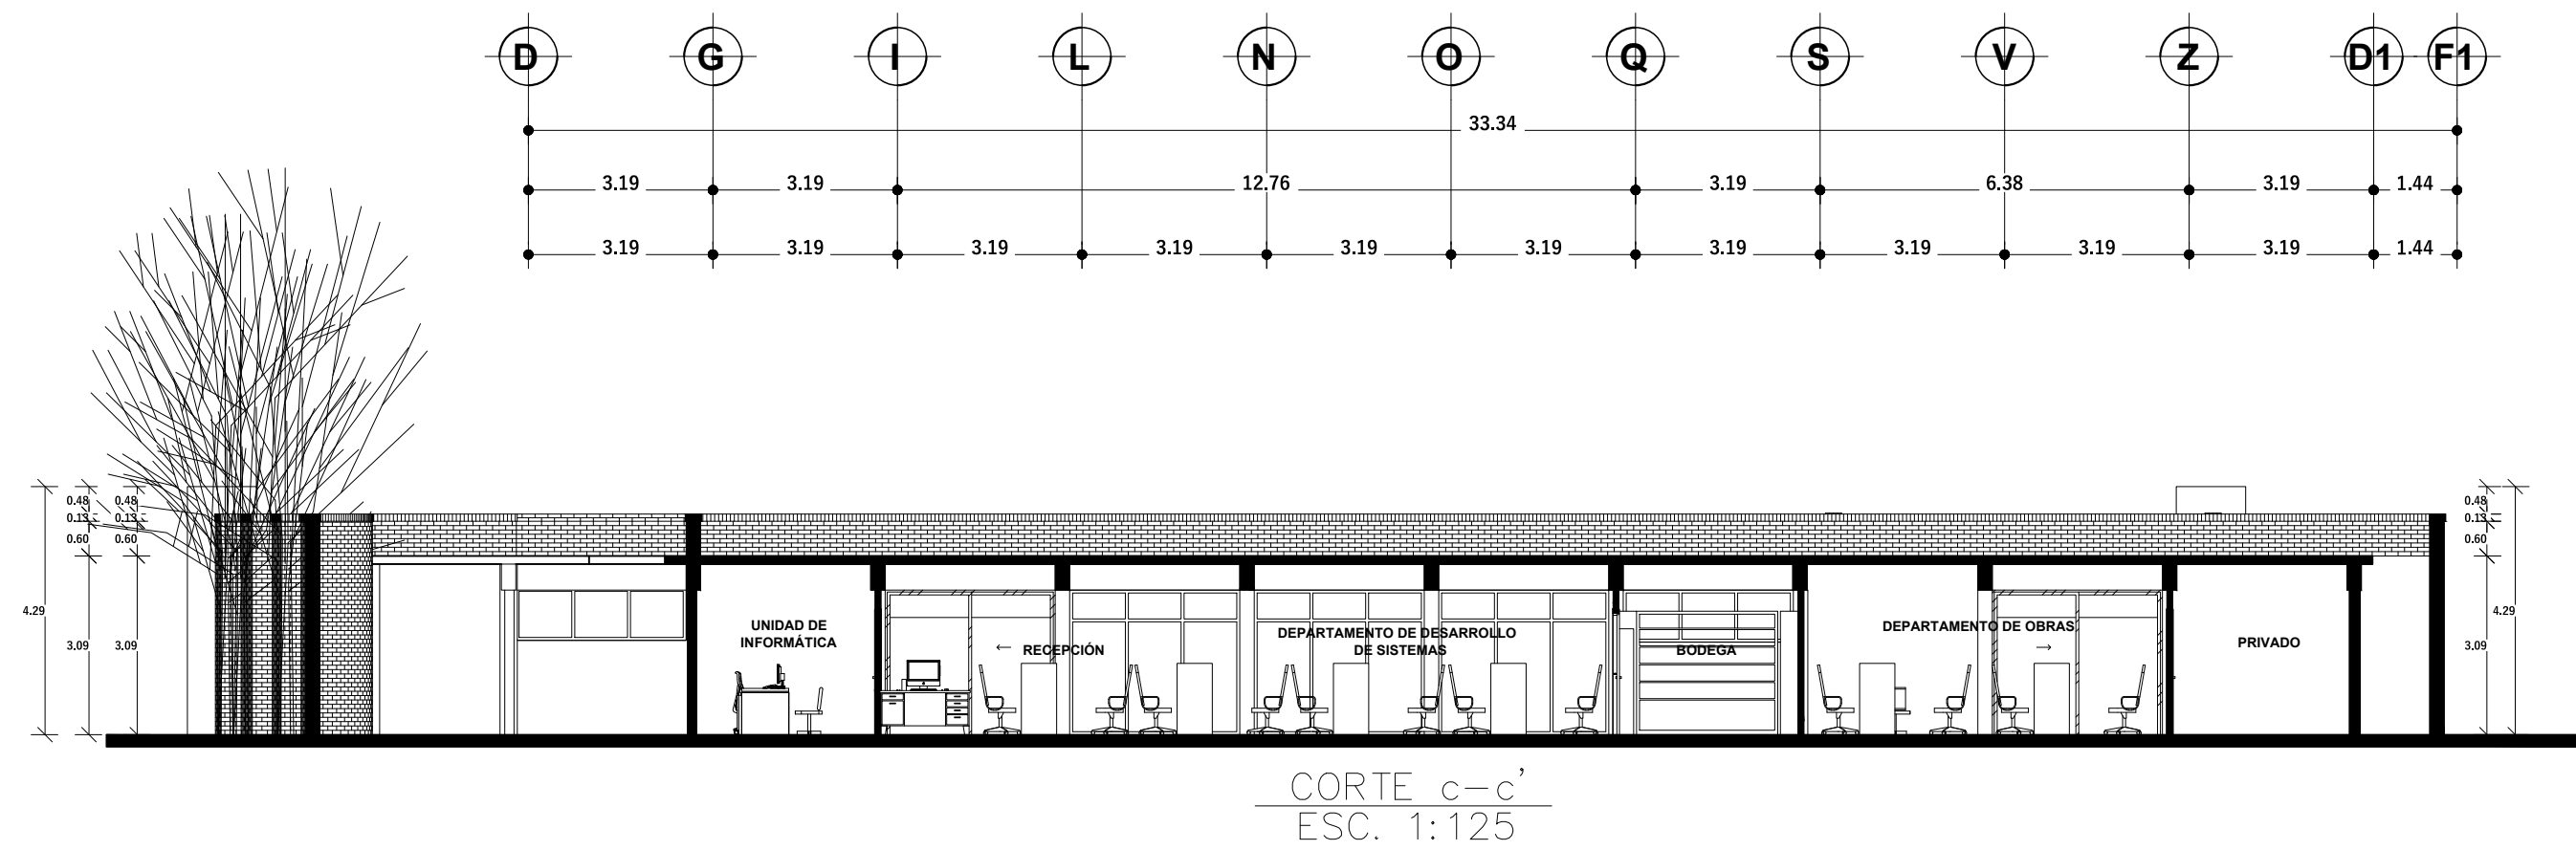 D G I L N O Q S V Z D1 F1
33.34
3.19 3.19 12.76 3.19 6.38 3.19 1.44
3.19 3.19 3.19 3.19 3.19 3.19 3.19 3.19 3.19 3.19 1.44
0.48 0.48 0.48
0.13 0.13 0.13
0.60 0.60 0.60
4.29 4.29
3.09 3.09 3.09
UNIDAD DE
INFORMÁTICA
← RECEPCIÓN
DEPARTAMENTO DE DESARROLLO
DE SISTEMAS
BODEGA
DEPARTAMENTO DE OBRAS
→
PRIVADO
CORTE c-c'
ESC. 1:125